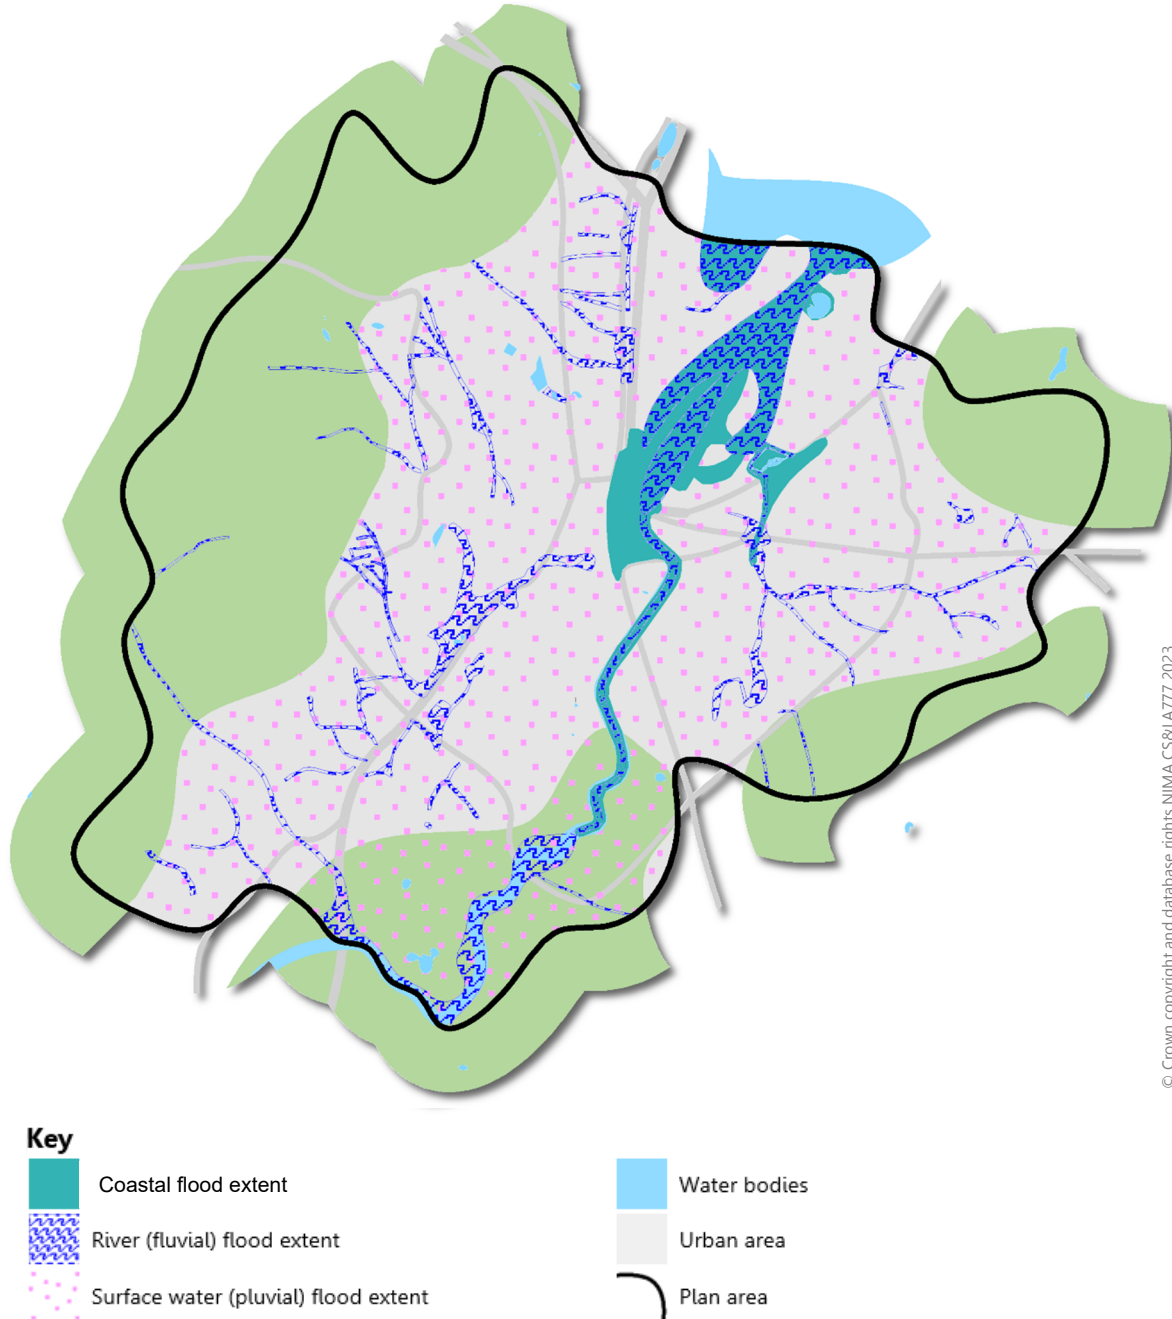 Key
Coastal flood extent
River (fluvial) flood extent
Surface water (pluvial) flood extent
Water bodies
Urban area
Plan area
© Crown copyright and database rights NIMA CS&LA777 2023